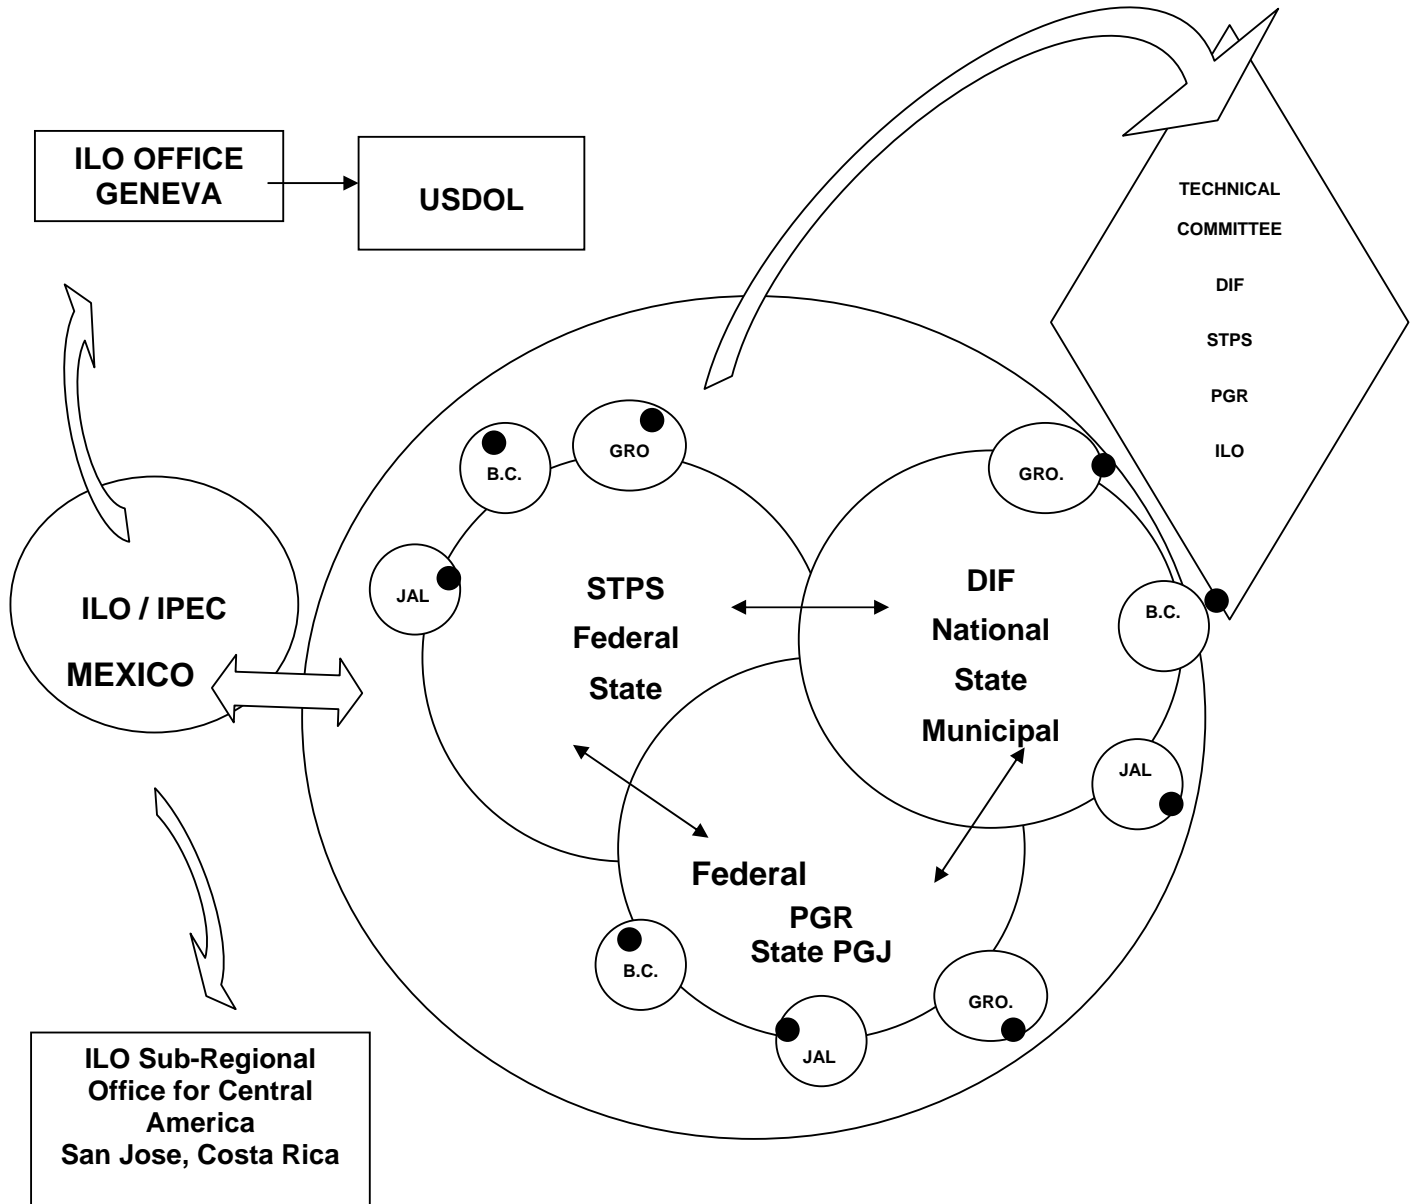 ILO OFFICE
GENEVA
USDOL
TECHNICAL
COMMITTEE
DIF
STPS
PGR
ILO
B.C.
GRO
JAL
STPS
Federal
State
GRO.
B.C.
JAL
DIF
National
State
Municipal
ILO / IPEC
MEXICO
Federal
PGR
State PGJ
B.C.
JAL
GRO.
ILO Sub-Regional
Office for Central
America
San Jose, Costa Rica